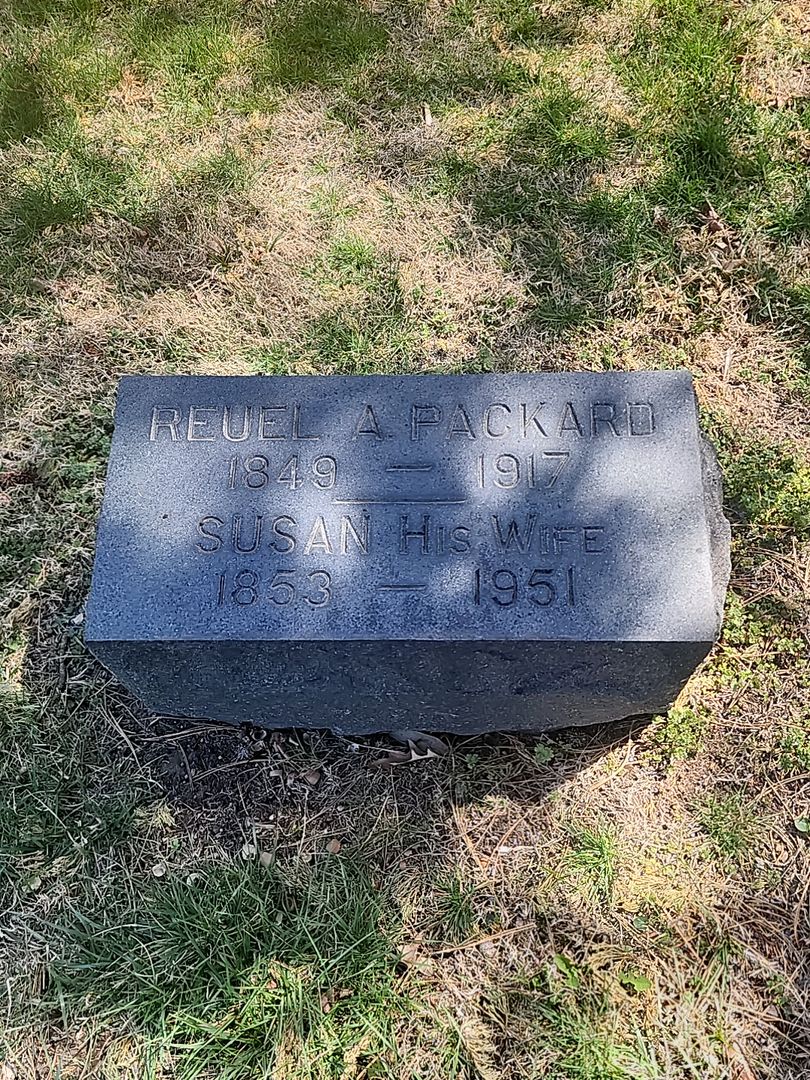 REUEL A. PACKARD
1849 — 1917
SUSAN HIS WIFE
1853 — 1951